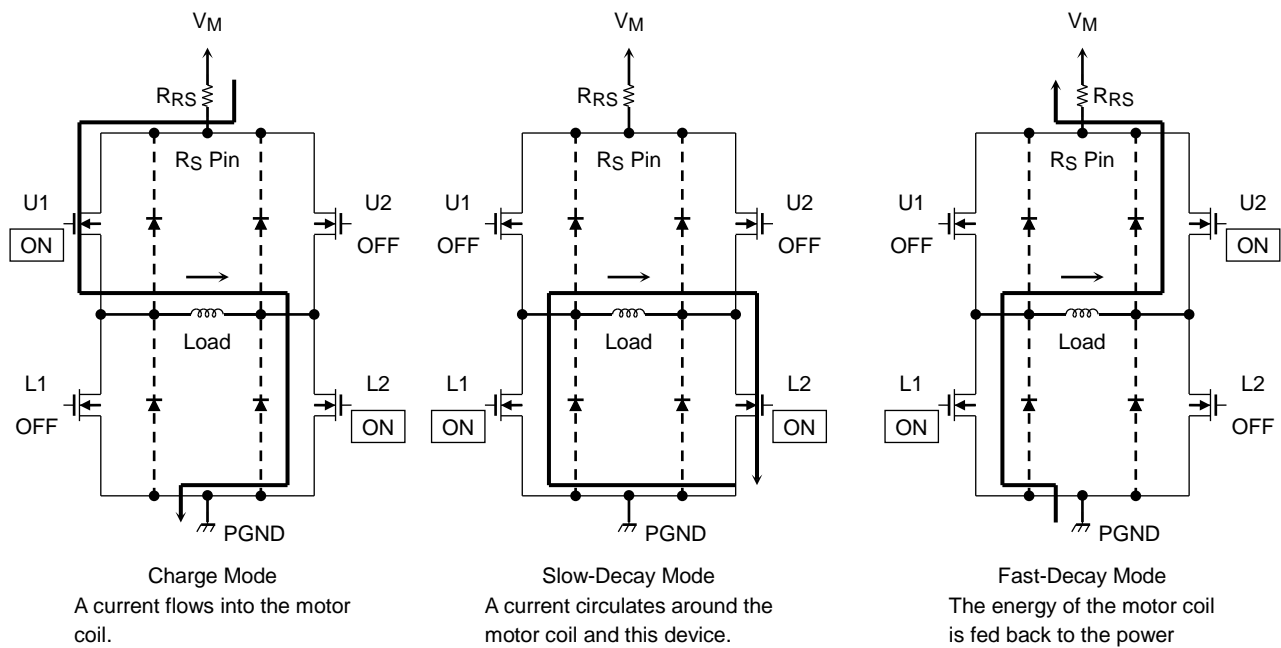 VM
RRS
RS Pin
U1
ON
U2
OFF
Load
L1
OFF
L2
ON
PGND
Charge Mode
A current flows into the motor
coil.
VM
RRS
RS Pin
U1
OFF
U2
OFF
Load
L1
ON
L2
ON
PGND
Slow-Decay Mode
A current circulates around the
motor coil and this device.
VM
RRS
RS Pin
U1
OFF
U2
ON
Load
L1
ON
L2
OFF
PGND
Fast-Decay Mode
The energy of the motor coil
is fed back to the power